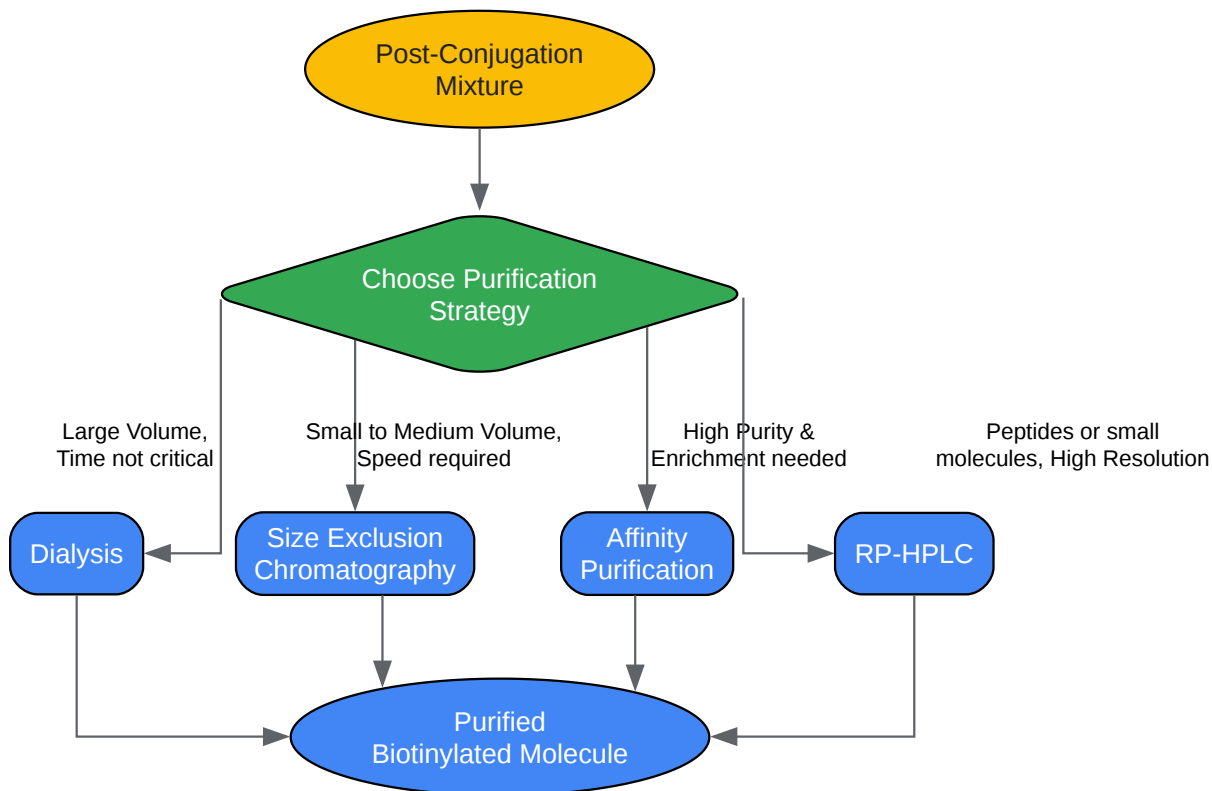 Post-Conjugation
Mixture
Choose Purification
Strategy
Large Volume,
Time not critical
Small to Medium Volume,
Speed required
High Purity &
Enrichment needed
Peptides or small
molecules, High Resolution
Dialysis
Size Exclusion
Chromatography
Affinity
Purification
RP-HPLC
Purified
Biotinylated Molecule